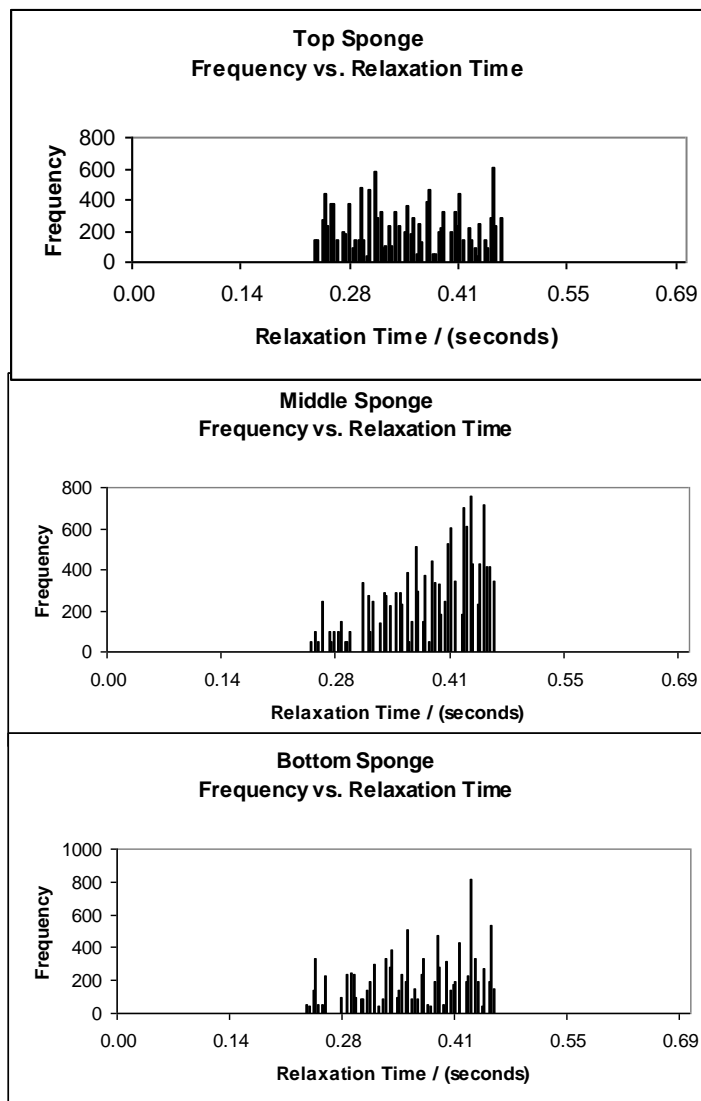 Top Sponge
Frequency vs. Relaxation Time
800
600
400
200
0
Frequency
0.00 0.14 0.28 0.41 0.55 0.69
Relaxation Time / (seconds)
Middle Sponge
Frequency vs. Relaxation Time
800
600
400
200
0
Frequency
0.00 0.14 0.28 0.41 0.55 0.69
Relaxation Time / (seconds)
Bottom Sponge
Frequency vs. Relaxation Time
1000
800
600
400
200
0
Frequency
0.00 0.14 0.28 0.41 0.55 0.69
Relaxation Time / (seconds)